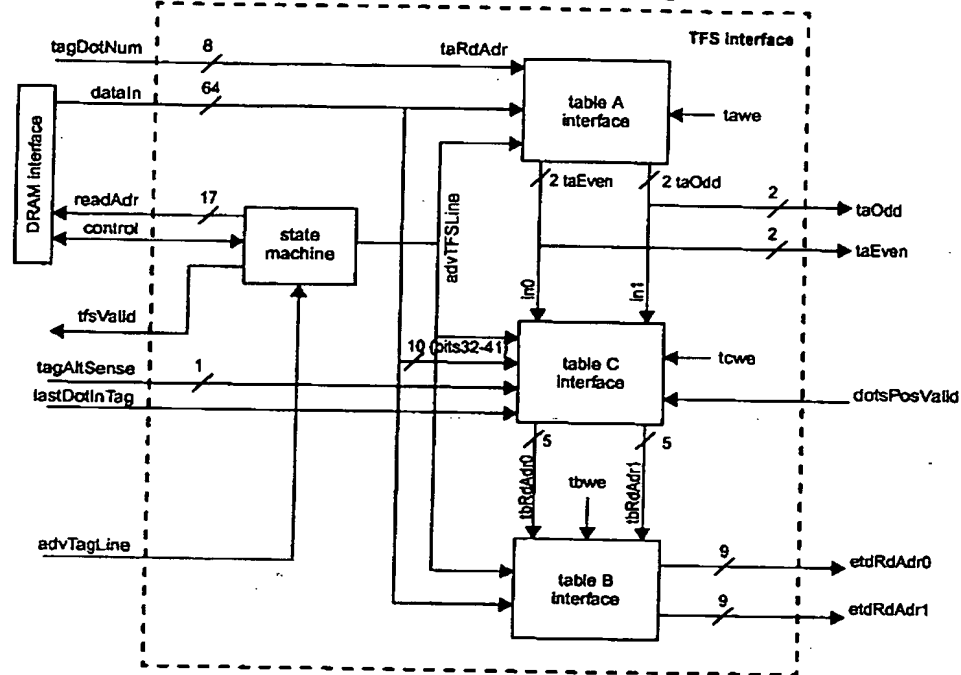 TFS interface
tagDotNum 8 taRdAdr
dataIn 64
table A
interface
tawe
DRAM interface
2 taEven 2 taOdd
readAdr 17
2 taOdd
control
state
machine
2 taEven
advTFSLine
in0 in1
tfsValid
10 (bits32-41)
table C
interface
tcwe
tagAltSense 1
lastDotInTag
dotsPosValid
5 5
tbRdAdr0 tbwe tbRdAdr1
advTagLine
table B
interface
9 etdRdAdr0
9 etdRdAdr1